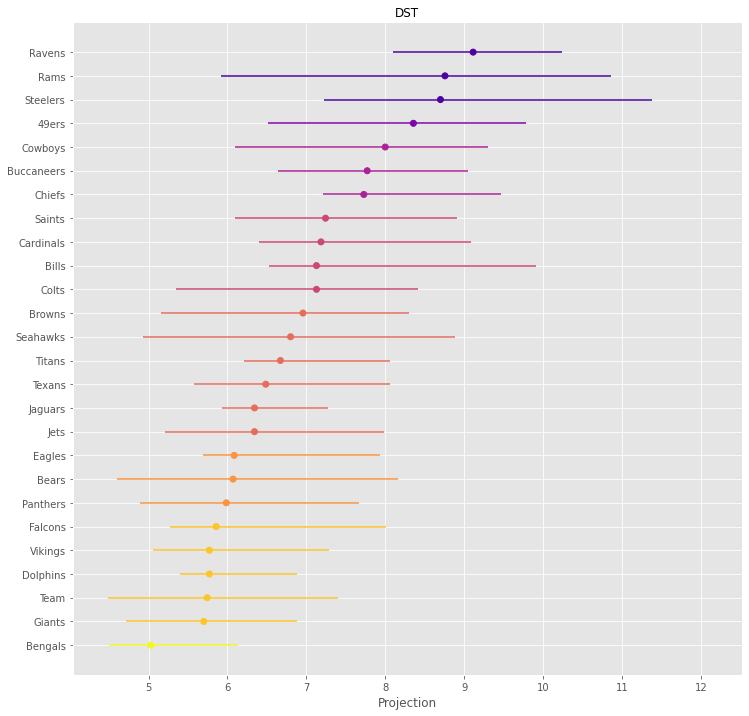 DST
Ravens
Rams
Steelers
49ers
Cowboys
Buccaneers
Chiefs
Saints
Cardinals
Bills
Colts
Browns
Seahawks
Titans
Texans
Jaguars
Jets
Eagles
Bears
Panthers
Falcons
Vikings
Dolphins
Team
Giants
Bengals
5 6 7 8 9 10 11 12
Projection